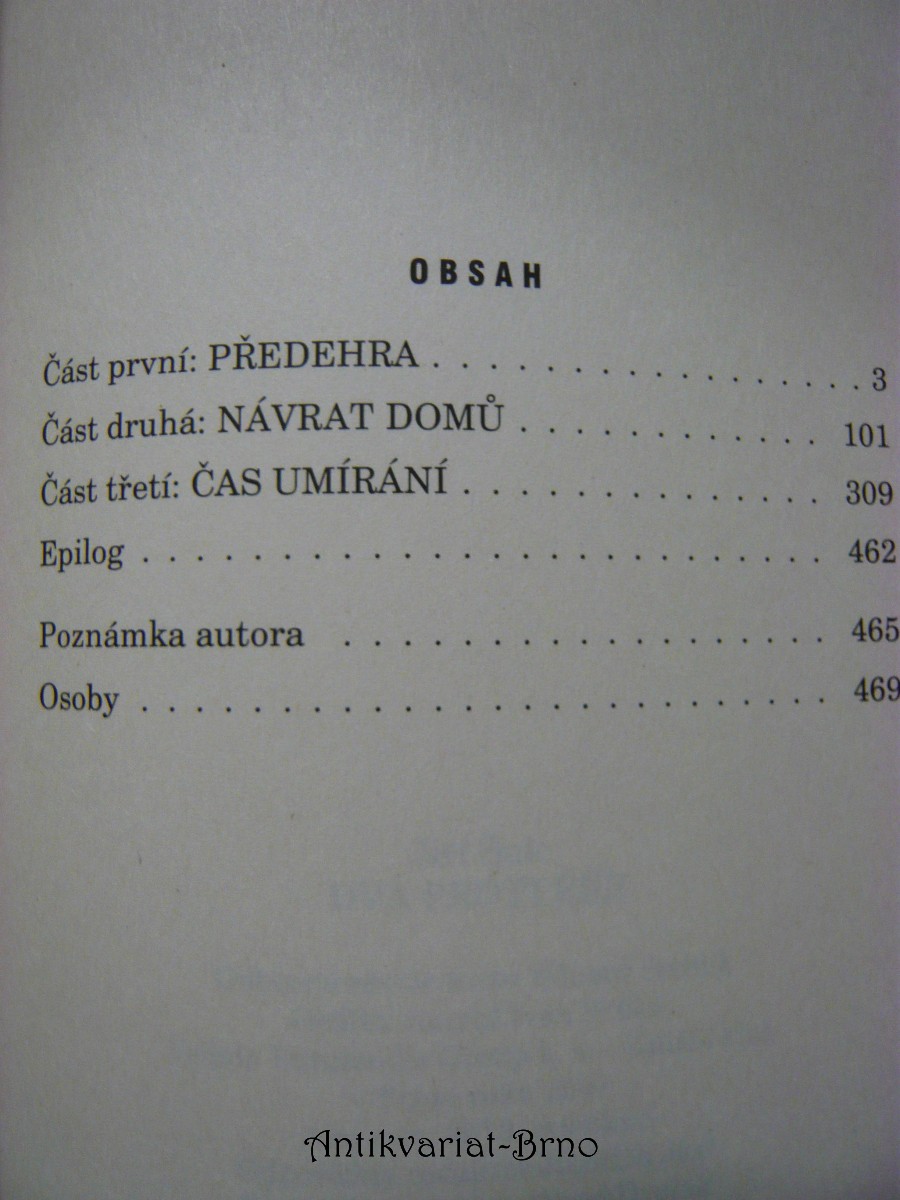 OBSAH
Část první: PŘEDEHRA . . . . . . . . . . . . . . . . 3
Část druhá: NÁVRAT DOMŮ . . . . . . . . . . . 101
Část třetí: ČAS UMÍRÁNÍ . . . . . . . . . . . . . 309
Epilog . . . . . . . . . . . . . . . . . . . . . . . . . 462
Poznámka autora . . . . . . . . . . . . . . . . . 465
Osoby . . . . . . . . . . . . . . . . . . . . . . . . . 469
Antikvariat-Brno